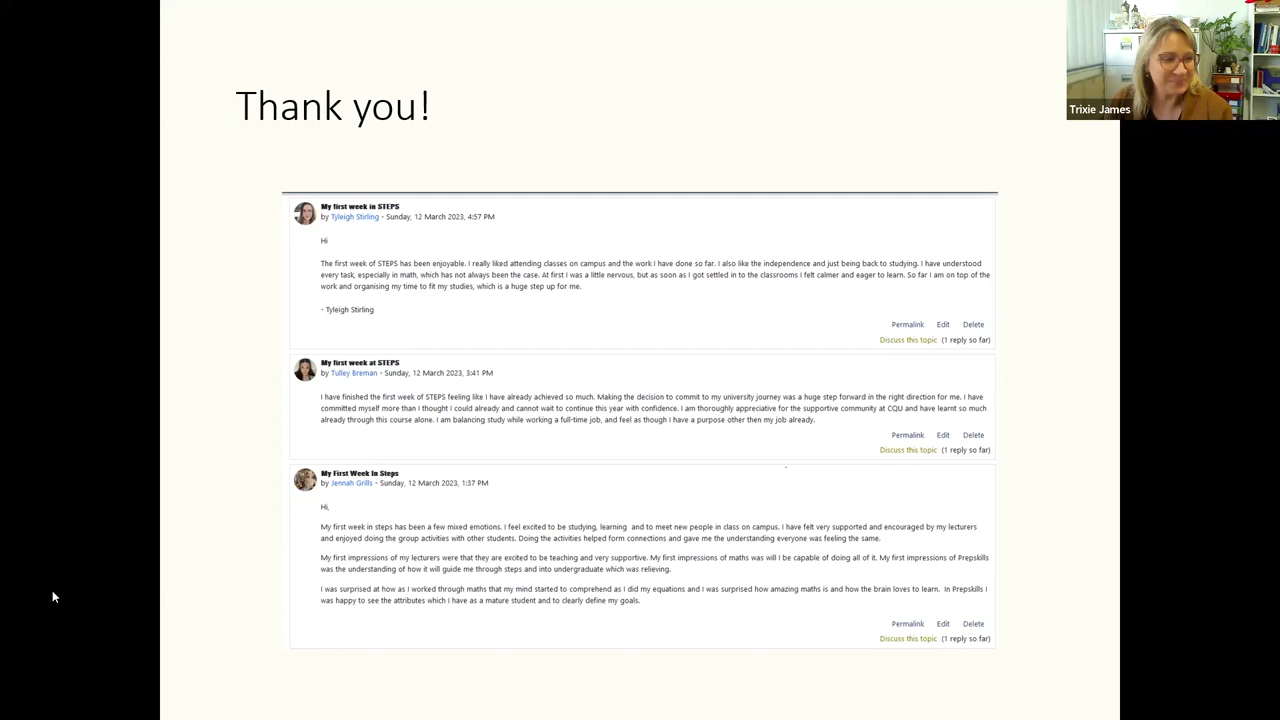 Thank you!
Trixie James
My first week in STEPS
by Tyleigh Stirling - Sunday, 12 March 2023, 4:57 PM
Hi
The first week of STEPS has been enjoyable. I really liked attending classes on campus and the work I have done so far. I also like the independence and just being back to studying. I have understood
every task, especially in math, which has not always been the case. At first I was a little nervous, but as soon as I got settled in to the classrooms I felt calmer and eager to learn. So far I am on top of the
work and organising my time to fit my studies, which is a huge step up for me.
- Tyleigh Stirling
Permalink Edit Delete
Discuss this topic (1 reply so far)
My first week at STEPS
by Tulley Breman - Sunday, 12 March 2023, 3:41 PM
I have finished the first week of STEPS feeling like I have already achieved so much. Making the decision to commit to my university journey was a huge step forward in the right direction for me. I have
committed myself more than I thought I could already and cannot wait to continue this year with confidence. I am thoroughly appreciative for the supportive community at CQU and have learnt so much
already through this course alone. I am balancing study while working a full-time job, and feel as though I have a purpose other then my job already.
Permalink Edit Delete
Discuss this topic (1 reply so far)
My First Week In Steps
by Jennah Grills - Sunday, 12 March 2023, 1:37 PM
Hi,
My first week in steps has been a few mixed emotions. I feel excited to be studying, learning and to meet new people in class on campus. I have felt very supported and encouraged by my lecturers
and enjoyed doing the group activities with other students. Doing the activities helped form connections and gave me the understanding everyone was feeling the same.
My first impressions of my lecturers were that they are excited to be teaching and very supportive. My first impressions of maths was will I be capable of doing all of it. My first impressions of Prepskills
was the understanding of how it will guide me through steps and into undergraduate which was relieving.
I was surprised at how as I worked through maths that my mind started to comprehend as I did my equations and I was surprised how amazing maths is and how the brain loves to learn. In Prepskills I
was happy to see the attributes which I have as a mature student and to clearly define my goals.
Permalink Edit Delete
Discuss this topic (1 reply so far)